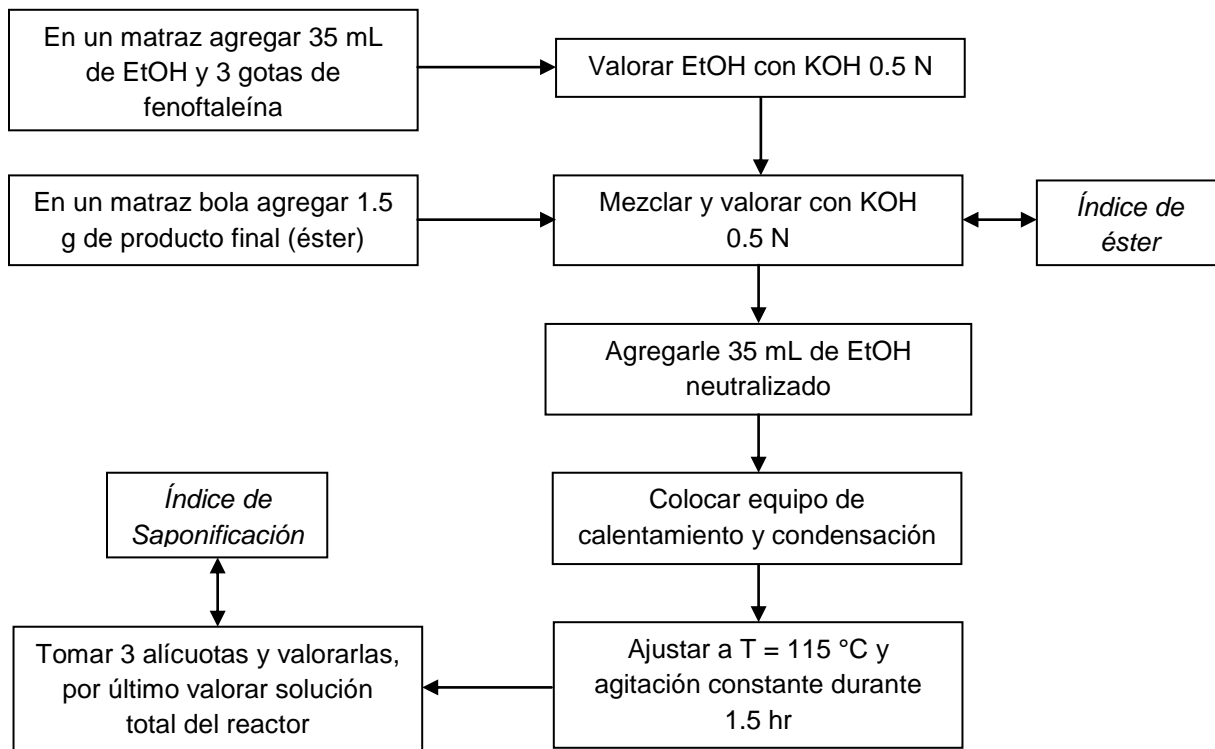 En un matraz agregar 35 mL
de EtOH y 3 gotas de
fenoftaleína
Valorar EtOH con KOH 0.5 N
En un matraz bola agregar 1.5
g de producto final (éster)
Mezclar y valorar con KOH
0.5 N
Índice de
éster
Agregarle 35 mL de EtOH
neutralizado
Colocar equipo de
calentamiento y condensación
Índice de
Saponificación
Ajustar a T = 115 °C y
agitación constante durante
1.5 hr
Tomar 3 alícuotas y valorarlas,
por último valorar solución
total del reactor